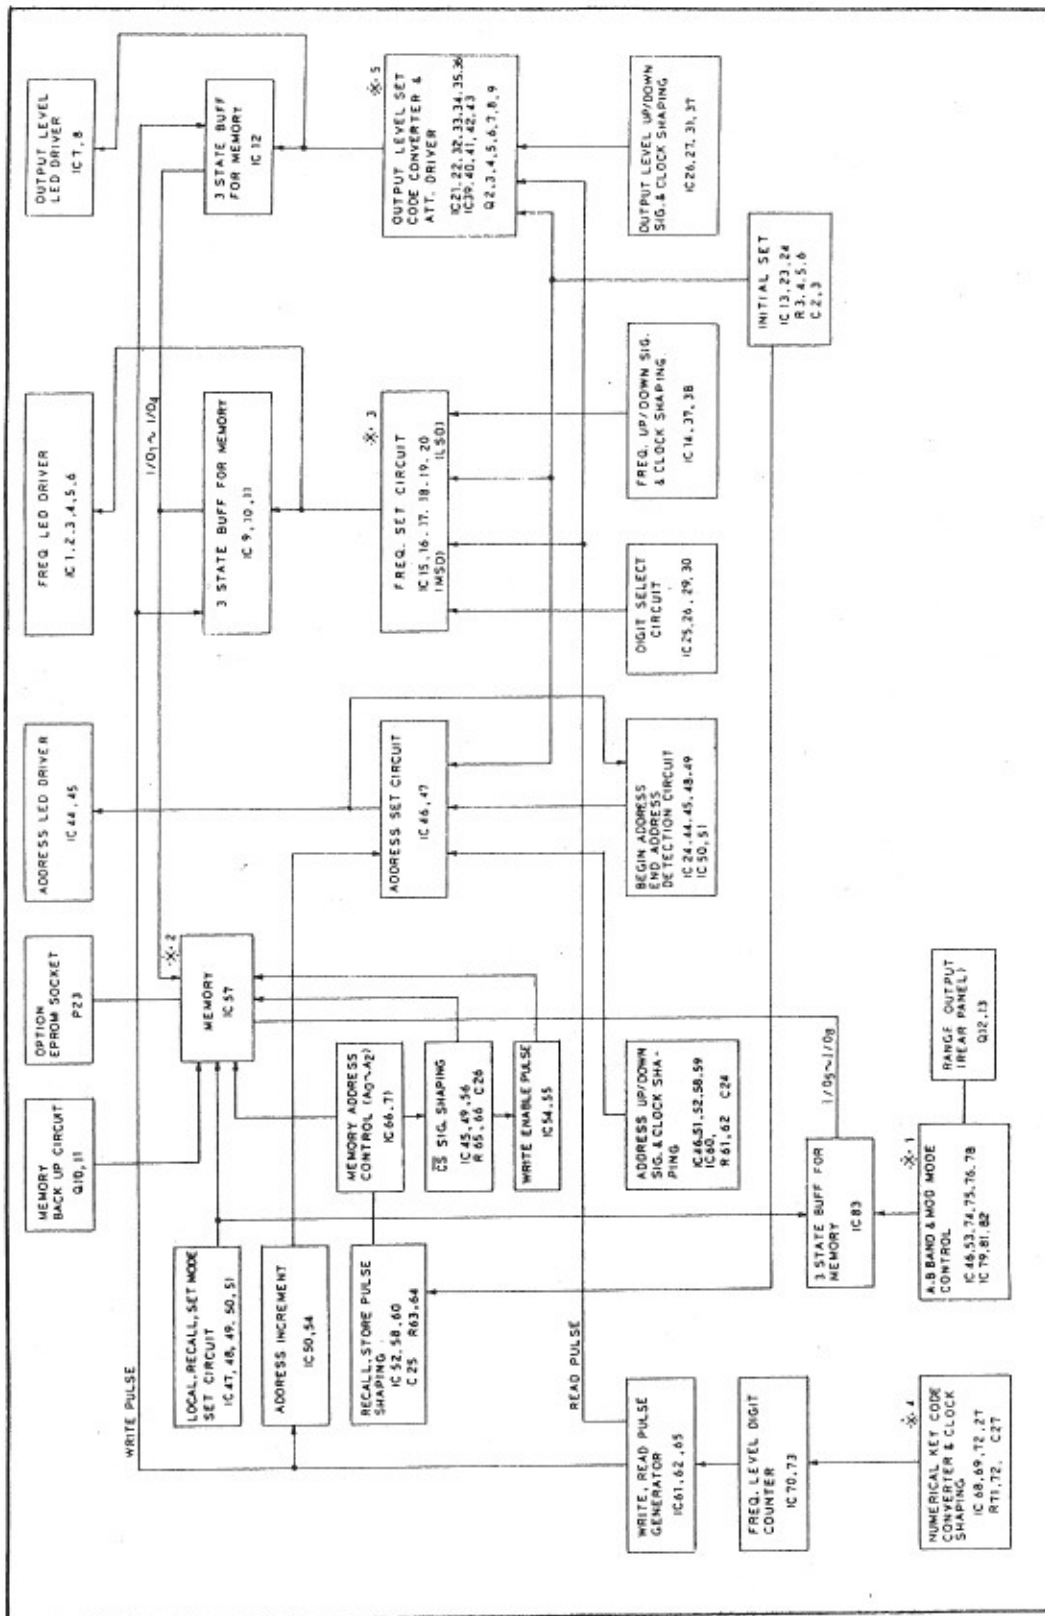 MEMORY
BACK UP CIRCUIT
Q10, 11
OPTION
EPROM SOCKET
P23
ADDRESS LED DRIVER
IC 44, 45
FREQ. LED DRIVER
IC 1, 2, 3, 4, 5, 6
OUTPUT LEVEL
LED DRIVER
IC 7, 8
WRITE PULSE
I/O1~I/O4
LOCAL, RECALL, SET MODE
SET CIRCUIT
IC 47, 48, 49, 50, 51
※·2
MEMORY
IC 57
3 STATE BUFF FOR MEMORY
IC 9, 10, 11
3 STATE BUFF
FOR MEMORY
IC 12
ADDRESS INCREMENT
IC 50, 54
RECALL, STORE PULSE
SHAPING
IC 52, 58, 60
C 25 R63, 64
MEMORY ADDRESS
CONTROL (A0~A2)
IC 66, 71
CS SIG. SHAPING
IC 45, 49, 56
R 65, 66 C26
WRITE ENABLE PULSE
IC 54, 55
ADDRESS SET CIRCUIT
IC 46, 47
※·3
FREQ. SET CIRCUIT
IC 15, 16, 17, 18, 19, 20
(MSD) (LSD)
※·5
OUTPUT LEVEL SET
CODE CONVERTER &
ATT. DRIVER
IC 21, 22, 32, 33, 34, 35, 36
IC 39, 40, 41, 42, 43
Q 2, 3, 4, 5, 6, 7, 8, 9
READ PULSE
WRITE, READ PULSE
GENERATOR
IC 61, 62, 65
ADDRESS UP/DOWN
SIG. & CLOCK SHA-
PING
IC 46, 51, 52, 58, 59
IC 60,
R 61, 62 C24
BEGIN ADDRESS
END ADDRESS
DETECTION CIRCUIT
IC 24, 44, 45, 48, 49
IC 50, 51
DIGIT SELECT
CIRCUIT
IC 25, 26, 29, 30
FREQ. UP/DOWN SIG.
& CLOCK SHAPING
IC 14, 37, 38
OUTPUT LEVEL UP/DOWN
SIG. & CLOCK SHAPING
IC 26, 27, 31, 37
FREQ. LEVEL DIGIT
COUNTER
IC 70, 73
3 STATE BUFF FOR
MEMORY
IC 83
I/O5~I/O8
INITIAL SET
IC 13, 23, 24
R 3, 4, 5, 6
C 2, 3
※·4
NUMERICAL KEY CODE
CONVERTER & CLOCK
SHAPING
IC 68, 69, 72, 27
R71, 72, C27
※·1
A.B BAND & MOD MODE
CONTROL
IC 46, 53, 74, 75, 76, 78
IC 79, 81, 82
RANGE OUTPUT
(REAR PANEL)
Q12, 13